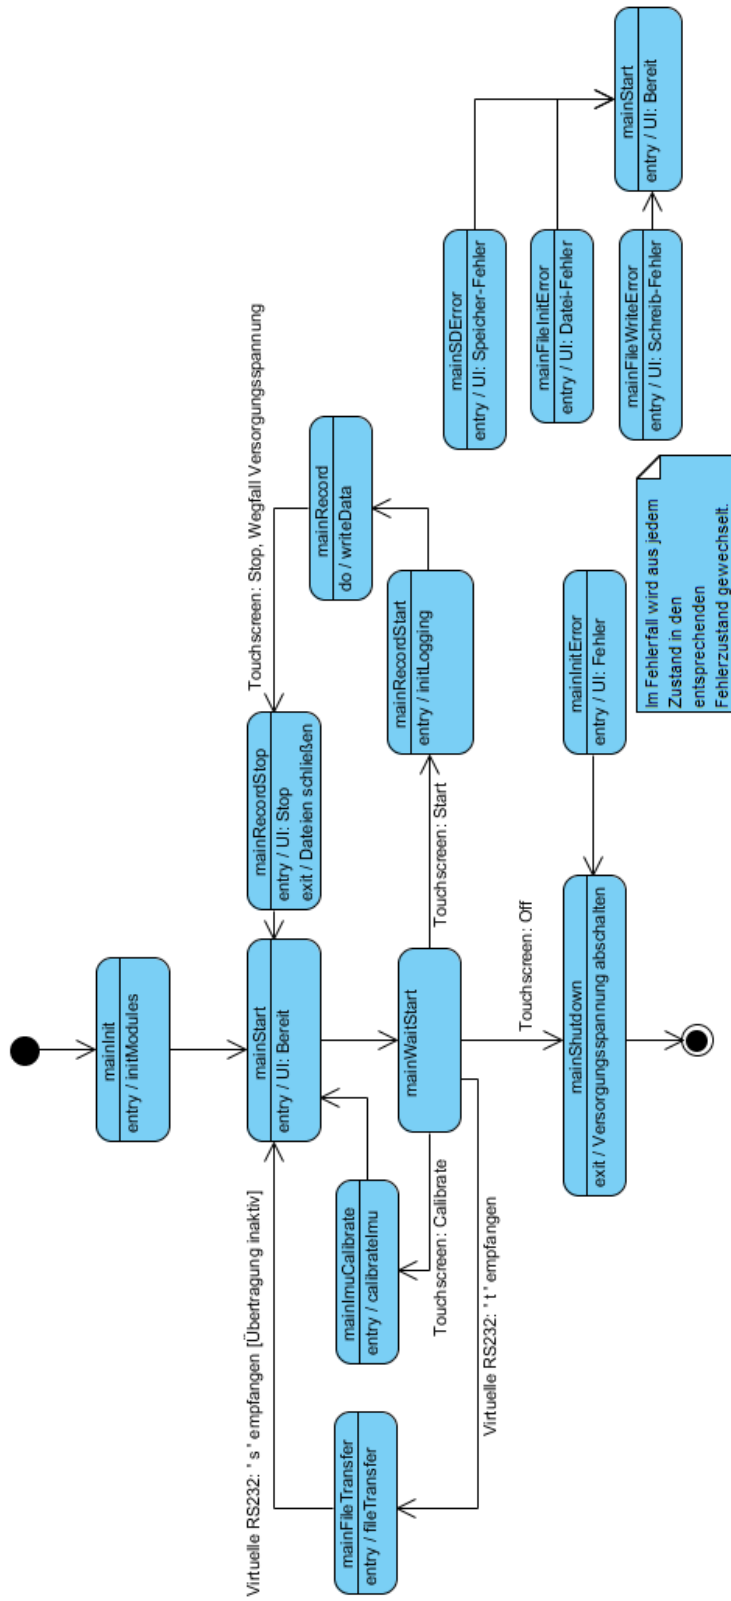 mainInit
entry / initModules
Virtuelle RS232: " s " empfangen [Übertragung inaktiv]
mainStart
entry / UI: Bereit
mainRecordStop
entry / UI: Stop
exit / Dateien schließen
Touchscreen: Stop, Wegfall Versorgungsspannung
mainFileTransfer
entry / fileTransfer
mainImuCalibrate
entry / calibrateImu
mainRecord
do / writeData
mainWaitStart
mainRecordStart
entry / initLogging
Touchscreen: Calibrate
Touchscreen: Start
Virtuelle RS232: " t " empfangen
Touchscreen: Off
mainShutdown
exit / Versorgungsspannung abschalten
mainInitError
entry / UI: Fehler
mainSDError
entry / UI: Speicher-Fehler
mainFileInitError
entry / UI: Datei-Fehler
mainFileWriteError
entry / UI: Schreib-Fehler
mainStart
entry / UI: Bereit
Im Fehlerfall wird aus jedem
Zustand in den
entsprechenden
Fehlerzustand gewechselt.